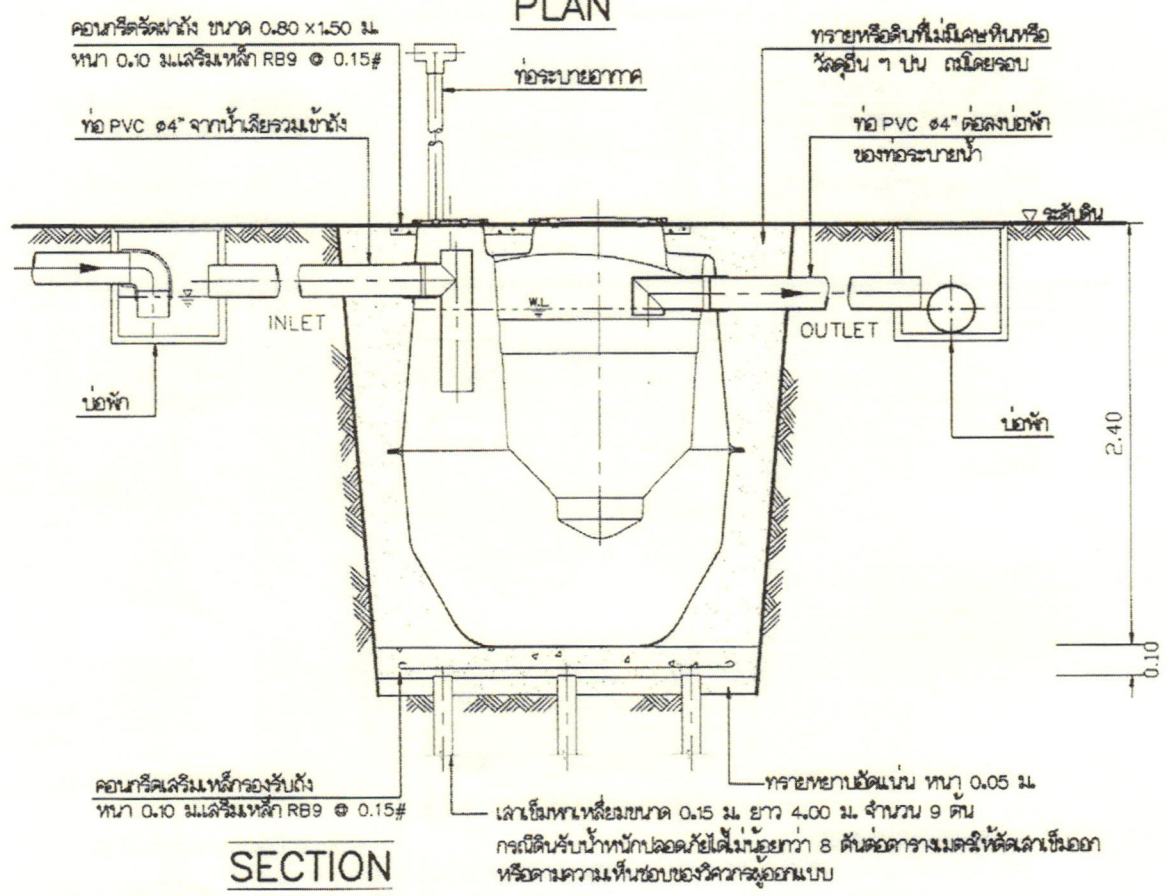 PLAN
คอนกรีตรัดฝาถัง ขนาด 0.80 x 1.50 ม.
หนา 0.10 ม.เสริมเหล็ก RB9 @ 0.15#
ท่อระบายอากาศ
ทรายหรือดินที่ไม่มีเศษหินหรือ
วัสดุอื่น ๆ ปน ถมโดยรอบ
ท่อ PVC ø4" จากน้ำเสียรวมเข้าถัง
ท่อ PVC ø4" ต่อลงบ่อพัก
ของท่อระบายน้ำ
ระดับดิน
W.L.
INLET
OUTLET
บ่อพัก
บ่อพัก
2.40
0.10
คอนกรีตเสริมเหล็กรองรับถัง
หนา 0.10 ม.เสริมเหล็ก RB9 @ 0.15#
ทรายหยาบอัดแน่น หนา 0.05 ม.
เสาเข็มหกเหลี่ยมขนาด 0.15 ม. ยาว 4.00 ม. จำนวน 9 ต้น
กรณีดินรับน้ำหนักปลอดภัยได้ไม่น้อยกว่า 8 ตันต่อตารางเมตรให้ตัดเสาเข็มออก
หรือตามความเห็นชอบของวิศวกรผู้ออกแบบ
SECTION